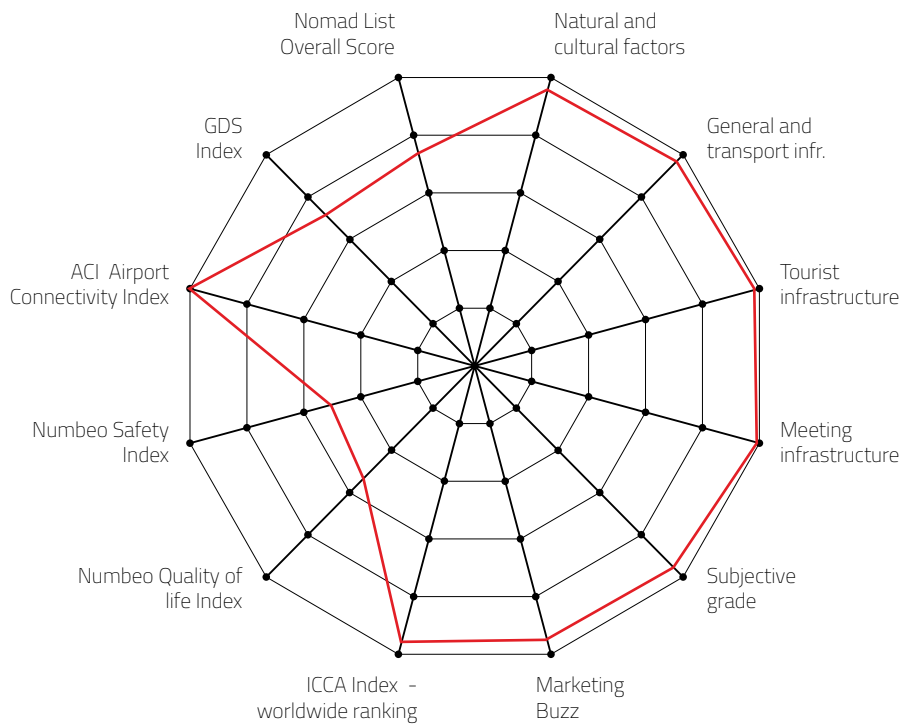 Nomad List
Overall Score
Natural and
cultural factors
GDS
Index
General and
transport infr.
ACI Airport
Connectivity Index
Tourist
infrastructure
Numbeo Safety
Index
Meeting
infrastructure
Numbeo Quality of
life Index
Subjective
grade
ICCA Index -
worldwide ranking
Marketing
Buzz